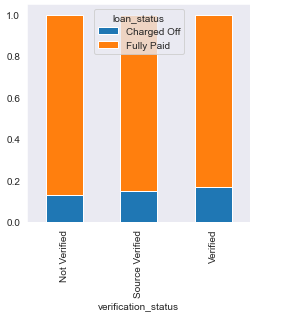 loan_status
Charged Off
Fully Paid
1.0
0.8
0.6
0.4
0.2
0.0
Not Verified
Source Verified
Verified
verification_status